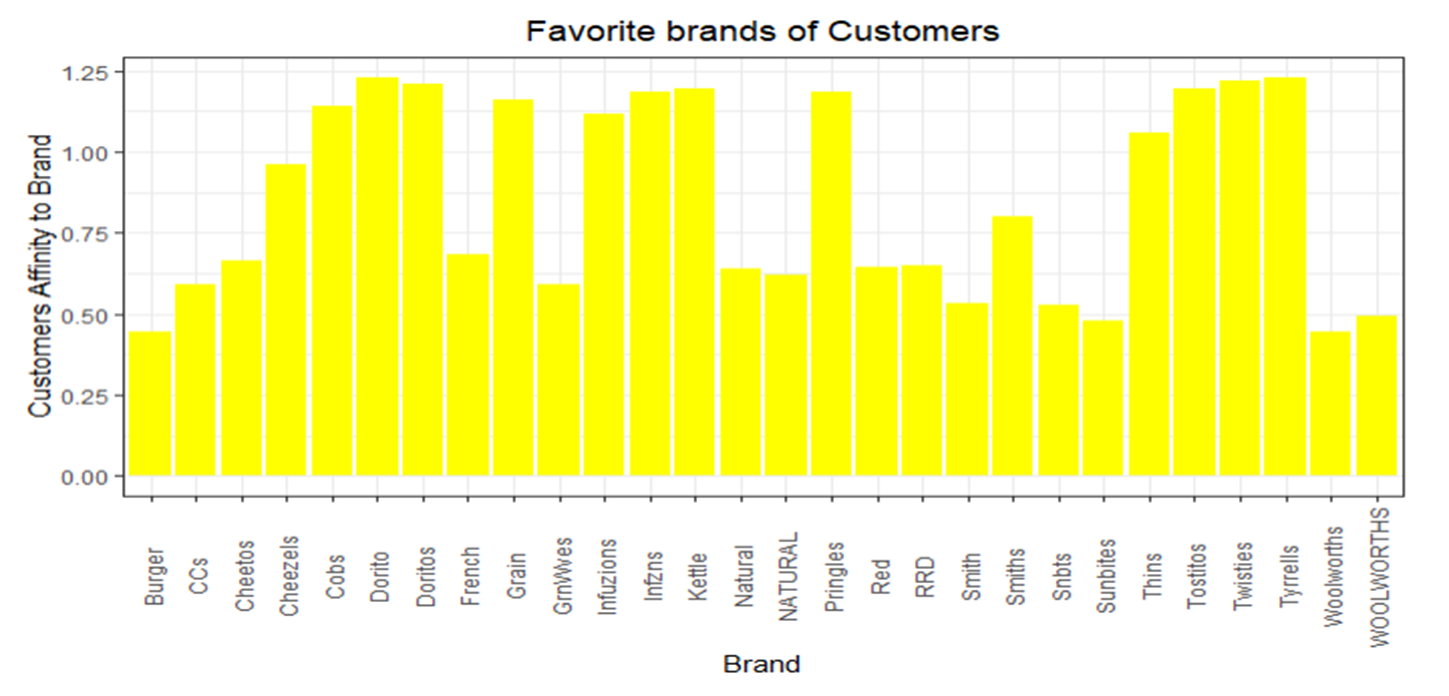 Favorite brands of Customers
Customers Affinity to Brand
1.25
1.00
0.75
0.50
0.25
0.00
Burger
CCs
Cheetos
Cheezels
Cobs
Dorito
Doritos
French
Grain
GrnWves
Infuzions
Infzns
Kettle
Natural
NATURAL
Pringles
Red
RRD
Smith
Smiths
Snbts
Sunbites
Thins
Tostitos
Twisties
Tyrrells
Woolworths
WOOLWORTHS
Brand